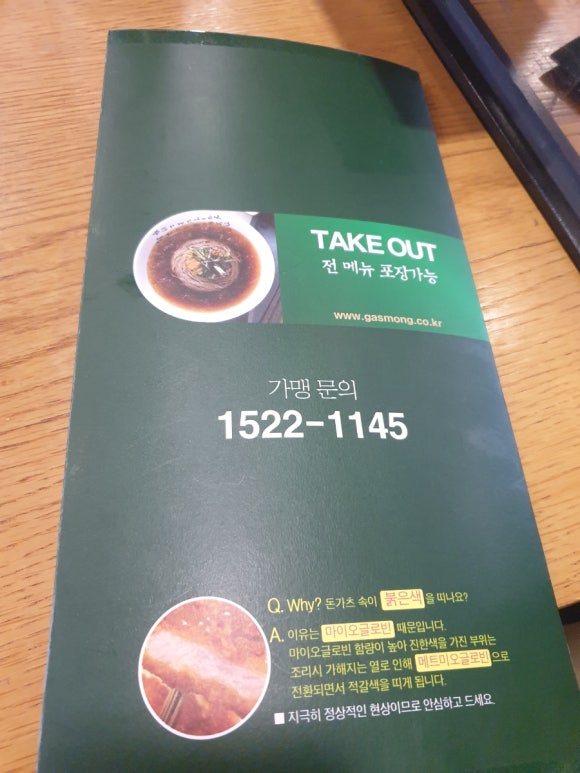 TAKE OUT
전 메뉴 포장가능
www.gasmong.co.kr
가맹 문의
1522-1145
Q. Why? 돈가츠 속이 붉은색을 띠나요?
A. 이유는 마이오글로빈 때문입니다.
마이오글로빈 함량이 높아 진한색을 가진 부위는
조리시 가해지는 열로 인해 메트미오글로빈으로
전환되면서 적갈색을 띠게 됩니다.
■ 지극히 정상적인 현상이므로 안심하고 드세요.